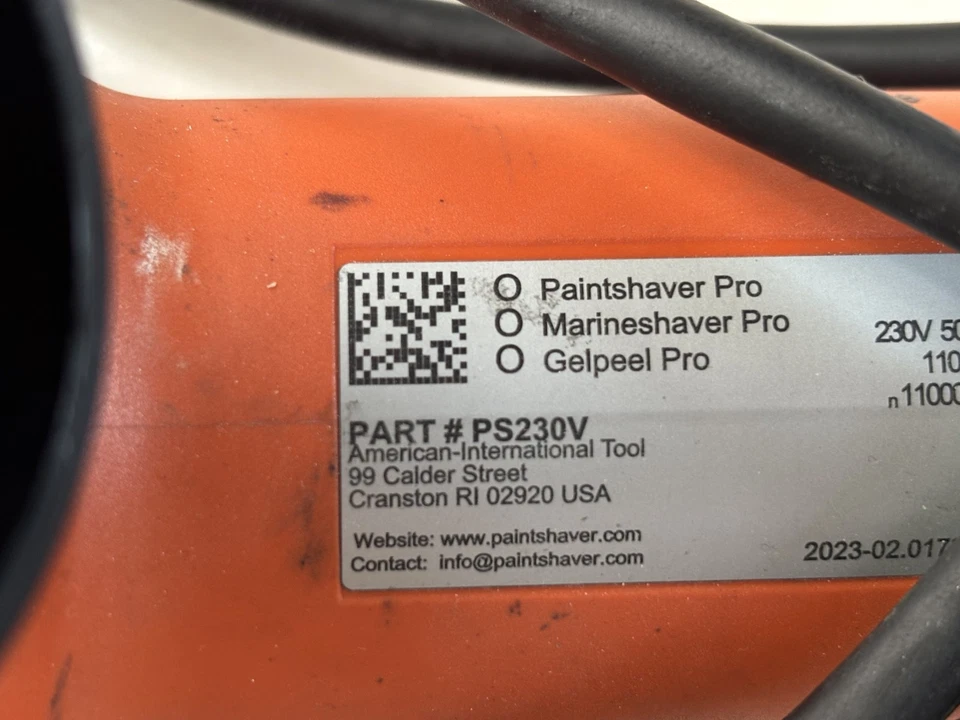 O Paintshaver Pro
O Marineshaver Pro
O Gelpeel Pro
230V 50
110
n11000
PART # PS230V
American-International Tool
99 Calder Street
Cranston RI 02920 USA
Website: www.paintshaver.com
Contact: info@paintshaver.com
2023-02.017